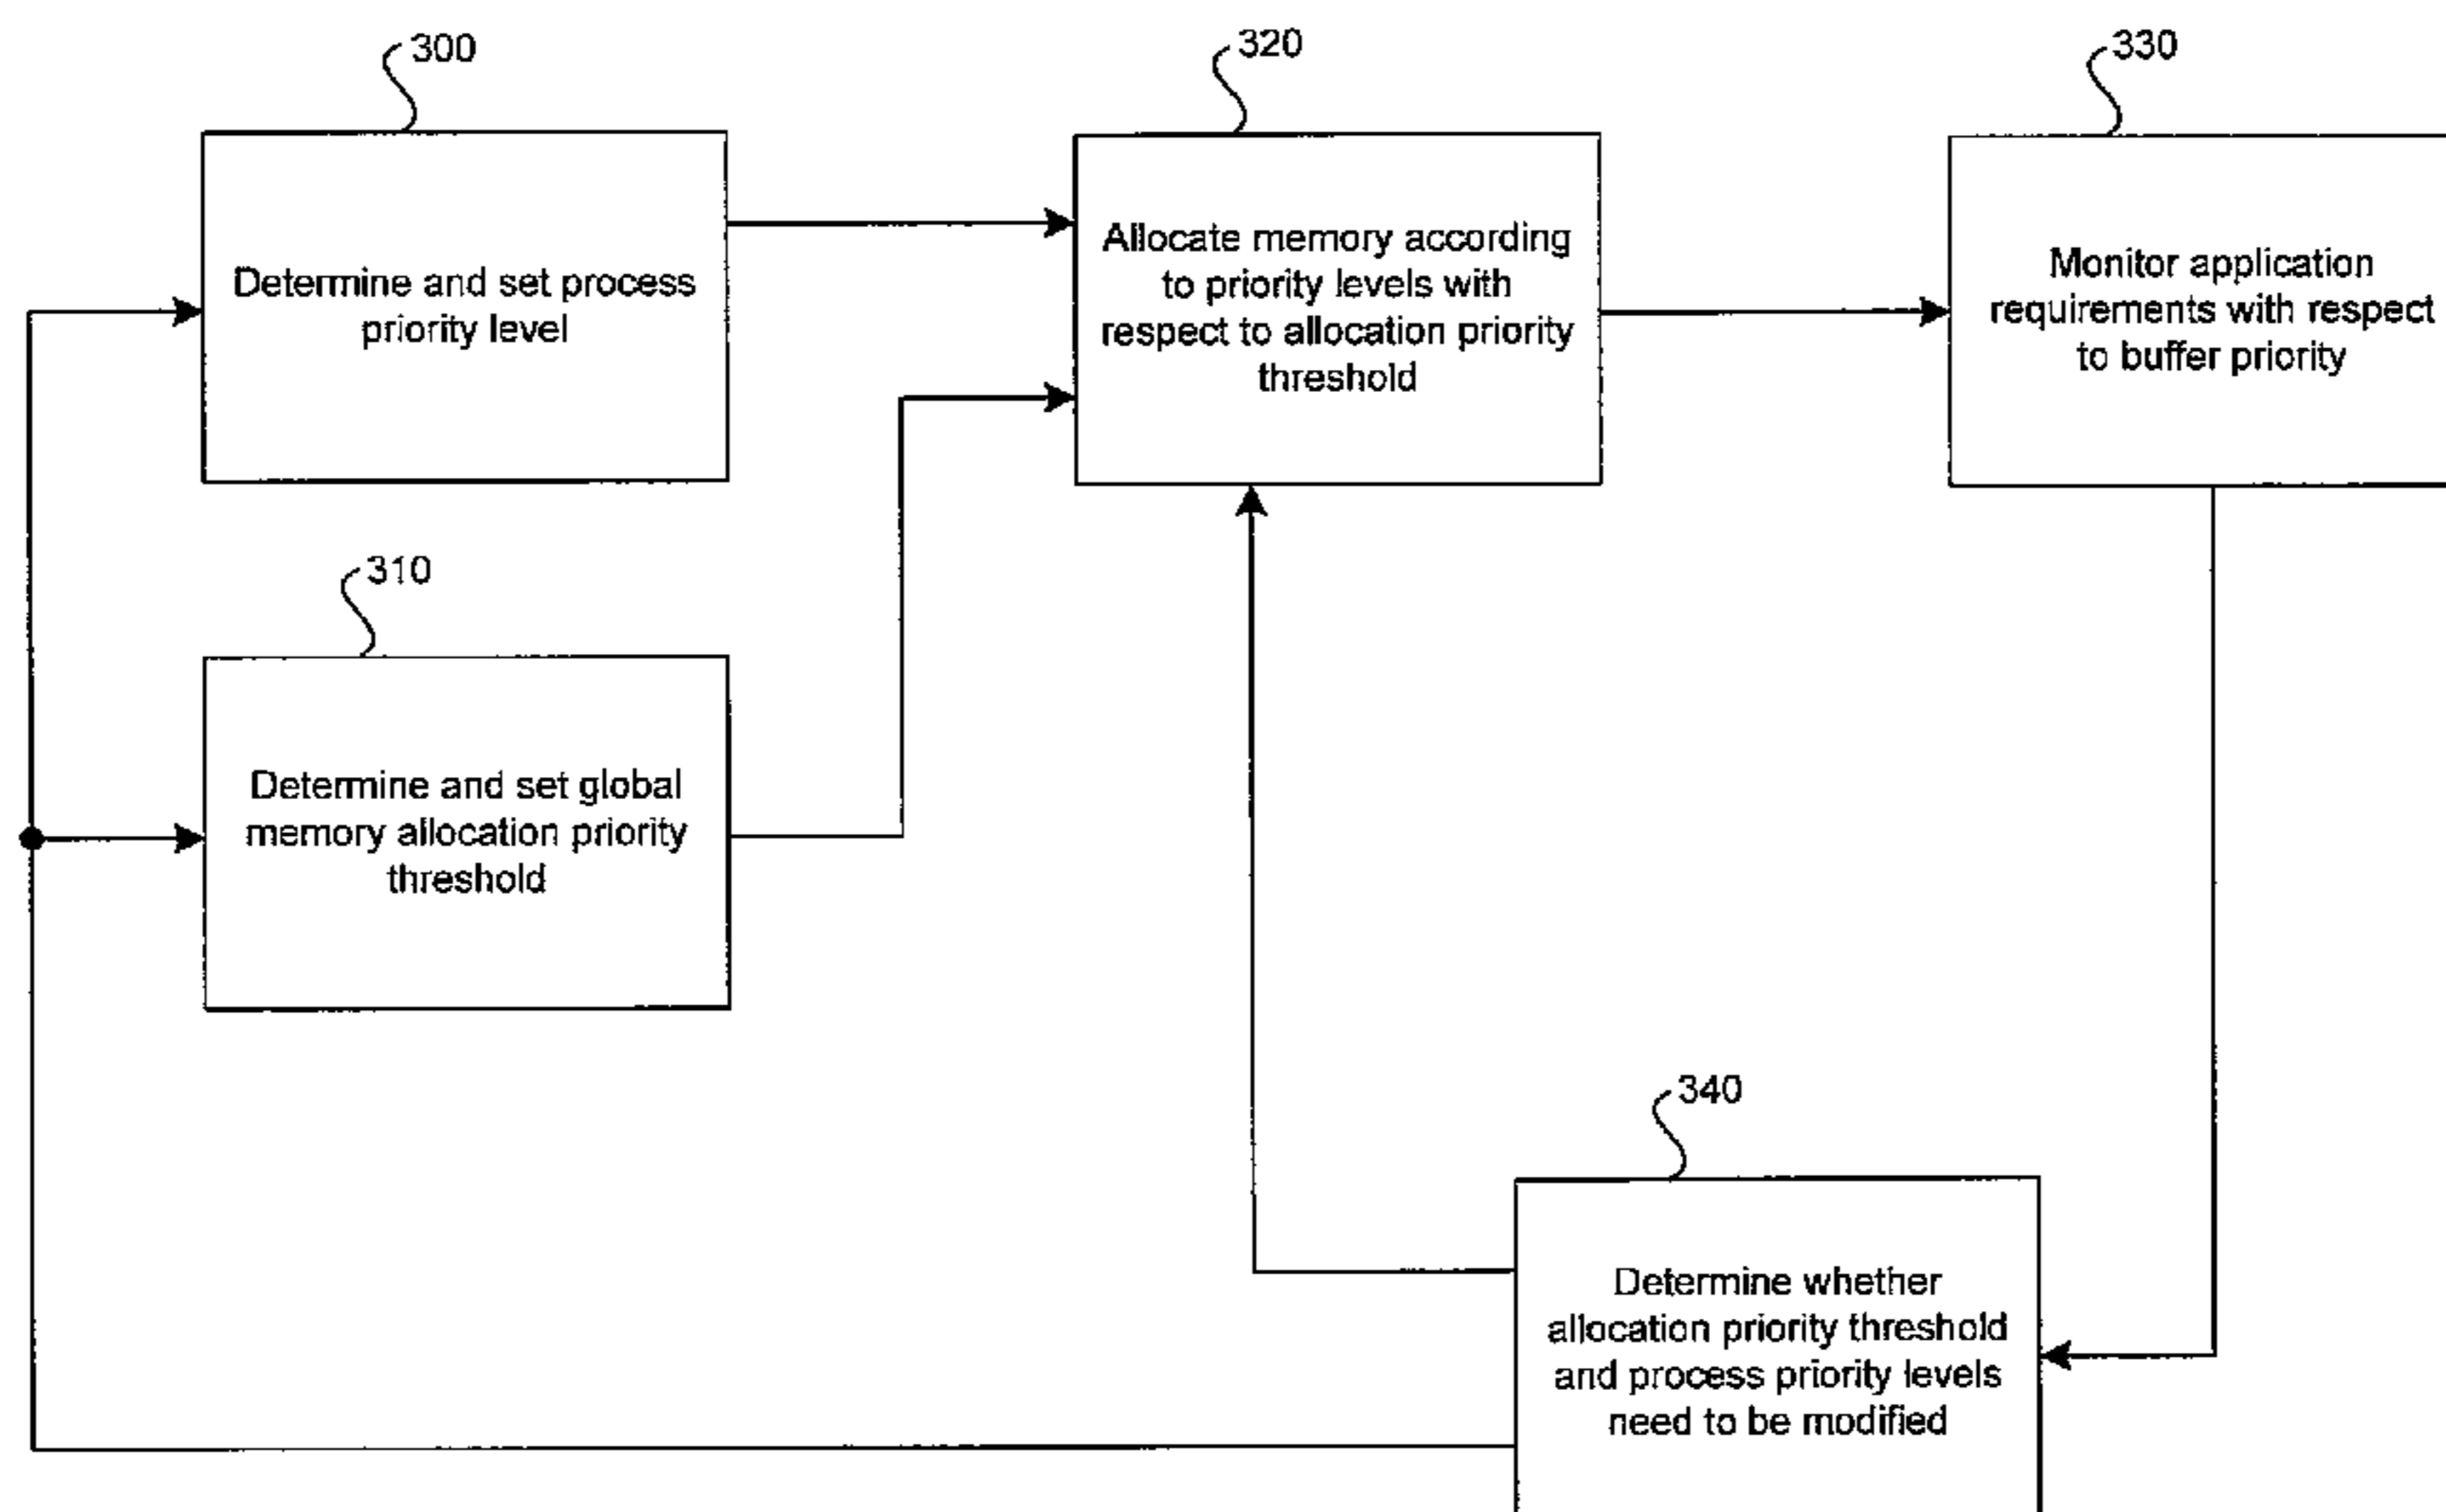 300
Determine and set process
priority level
320
Allocate memory according
to priority levels with
respect to allocation priority
threshold
330
Monitor application
requirements with respect
to buffer priority
310
Determine and set global
memory allocation priority
threshold
340
Determine whether
allocation priority threshold
and process priority levels
need to be modified